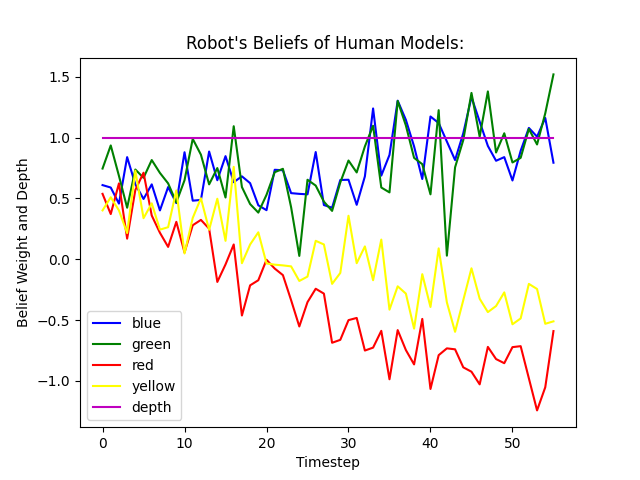 Robot's Beliefs of Human Models:
Belief Weight and Depth
1.5
1.0
0.5
0.0
−0.5
−1.0
blue
green
red
yellow
depth
0 10 20 30 40 50
Timestep